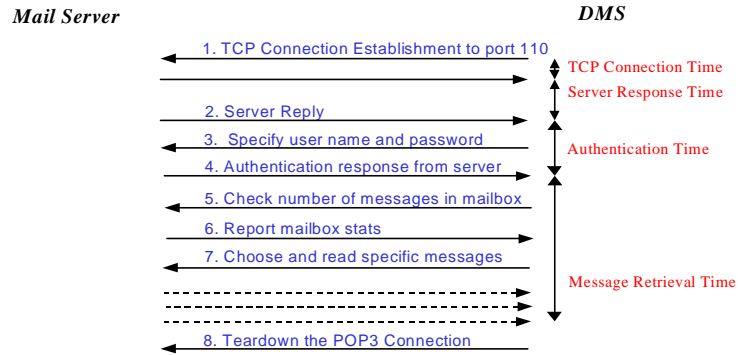 Mail Server
DMS
1. TCP Connection Establishment to port 110
TCP Connection Time
Server Response Time
2. Server Reply
3. Specify user name and password
Authentication Time
4. Authentication response from server
5. Check number of messages in mailbox
6. Report mailbox stats
7. Choose and read specific messages
Message Retrieval Time
8. Teardown the POP3 Connection